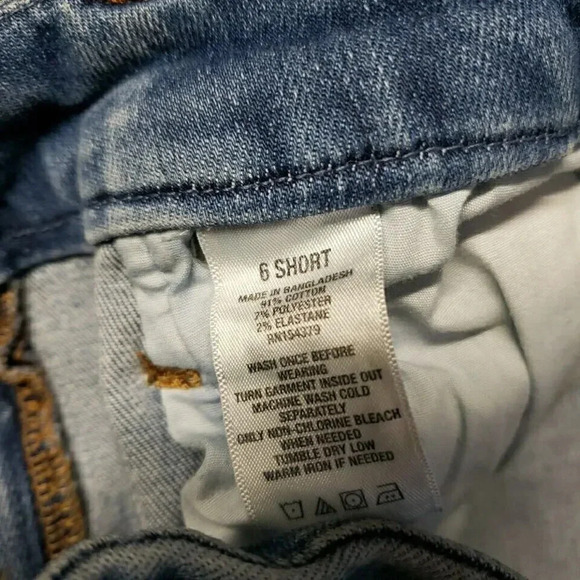 6 SHORT
MADE IN BANGLADESH
91% COTTON
7% POLYESTER
2% ELASTANE
RN154379
WASH ONCE BEFORE
WEARING
TURN GARMENT INSIDE OUT
MACHINE WASH COLD
SEPARATELY
ONLY NON-CHLORINE BLEACH
WHEN NEEDED
TUMBLE DRY LOW
WARM IRON IF NEEDED